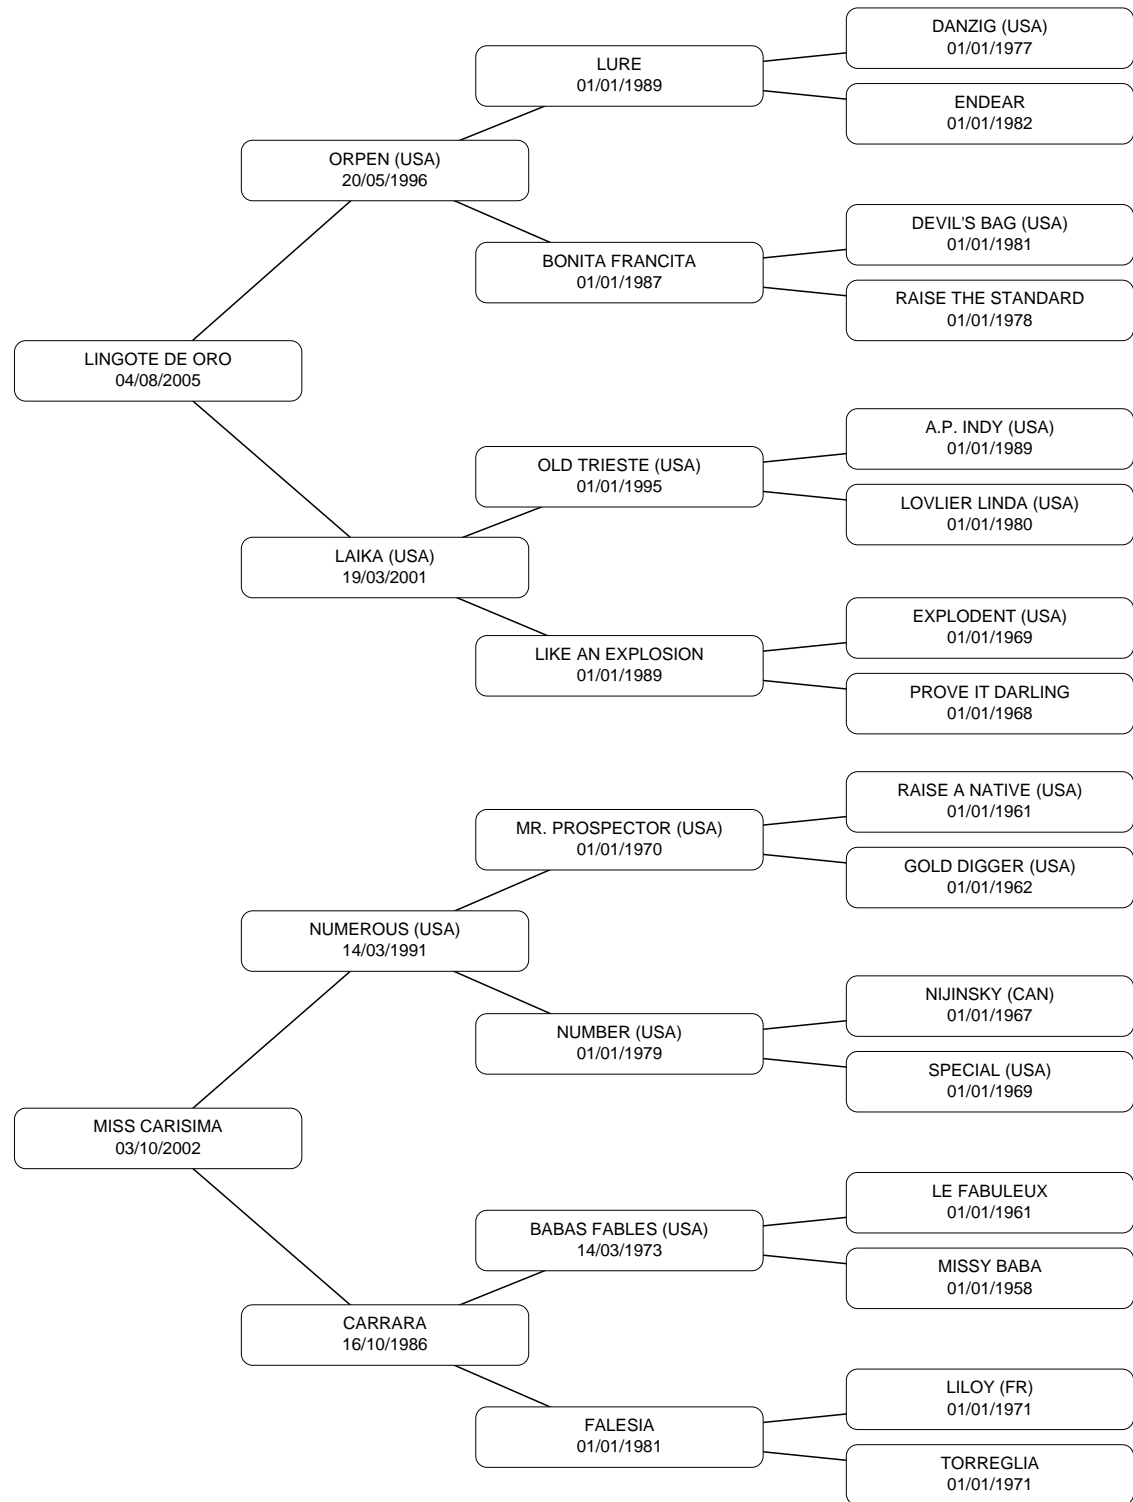 DANZIG (USA)
01/01/1977
LURE
01/01/1989
ENDEAR
01/01/1982
ORPEN (USA)
20/05/1996
DEVIL'S BAG (USA)
01/01/1981
BONITA FRANCITA
01/01/1987
RAISE THE STANDARD
01/01/1978
LINGOTE DE ORO
04/08/2005
A.P. INDY (USA)
01/01/1989
OLD TRIESTE (USA)
01/01/1995
LOVLIER LINDA (USA)
01/01/1980
LAIKA (USA)
19/03/2001
EXPLODENT (USA)
01/01/1969
LIKE AN EXPLOSION
01/01/1989
PROVE IT DARLING
01/01/1968
RAISE A NATIVE (USA)
01/01/1961
MR. PROSPECTOR (USA)
01/01/1970
GOLD DIGGER (USA)
01/01/1962
NUMEROUS (USA)
14/03/1991
NIJINSKY (CAN)
01/01/1967
NUMBER (USA)
01/01/1979
SPECIAL (USA)
01/01/1969
MISS CARISIMA
03/10/2002
LE FABULEUX
01/01/1961
BABAS FABLES (USA)
14/03/1973
MISSY BABA
01/01/1958
CARRARA
16/10/1986
LILOY (FR)
01/01/1971
FALESIA
01/01/1981
TORREGLIA
01/01/1971